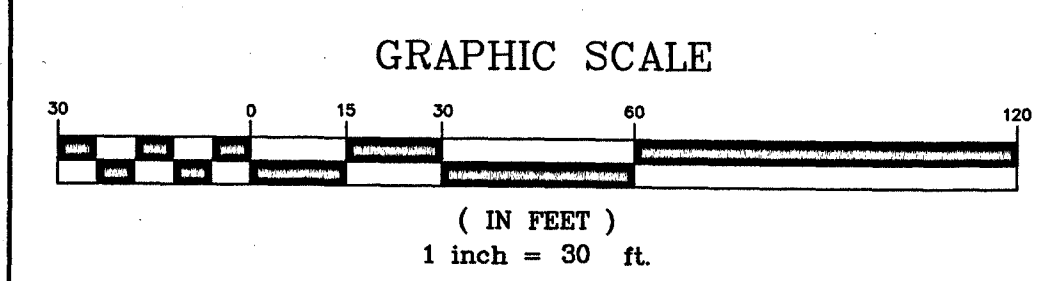 GRAPHIC SCALE
30 0 15 30 60 120
( IN FEET )
1 inch = 30 ft.